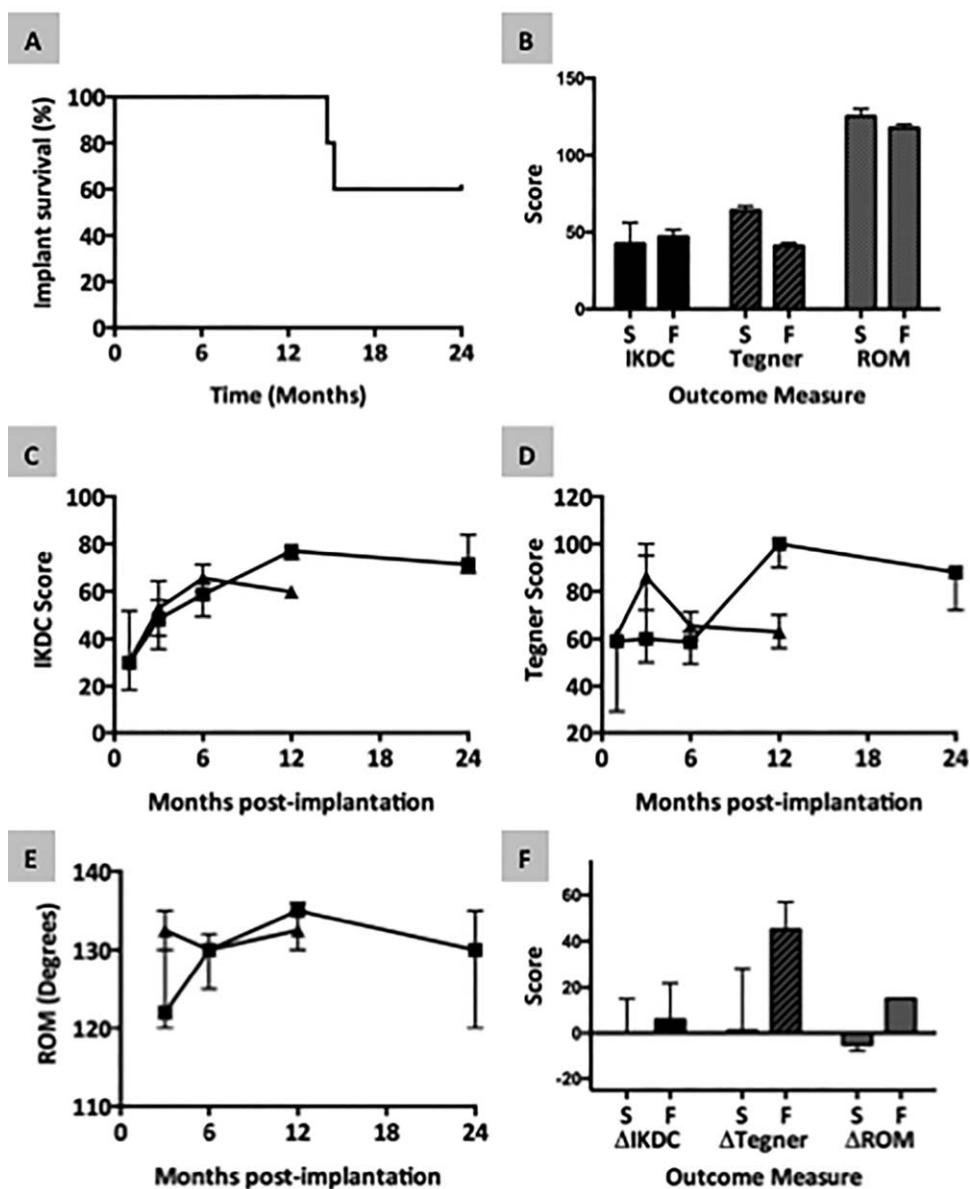 A
Implant survival (%)
100
80
60
40
20
0
0 6 12 18 24
Time (Months)
B
Score
150
100
50
0
S F S F S F
IKDC Tegner ROM
Outcome Measure
C
IKDC Score
100
80
60
40
20
0
0 6 12 18 24
Months post-implantation
D
Tegner Score
120
100
80
60
40
20
0 6 12 18 24
Months post-implantation
E
ROM (Degrees)
140
130
120
110
0 6 12 18 24
Months post-implantation
F
Score
60
40
20
0
-20
S F S F S F
ΔIKDC ΔTegner ΔROM
Outcome Measure